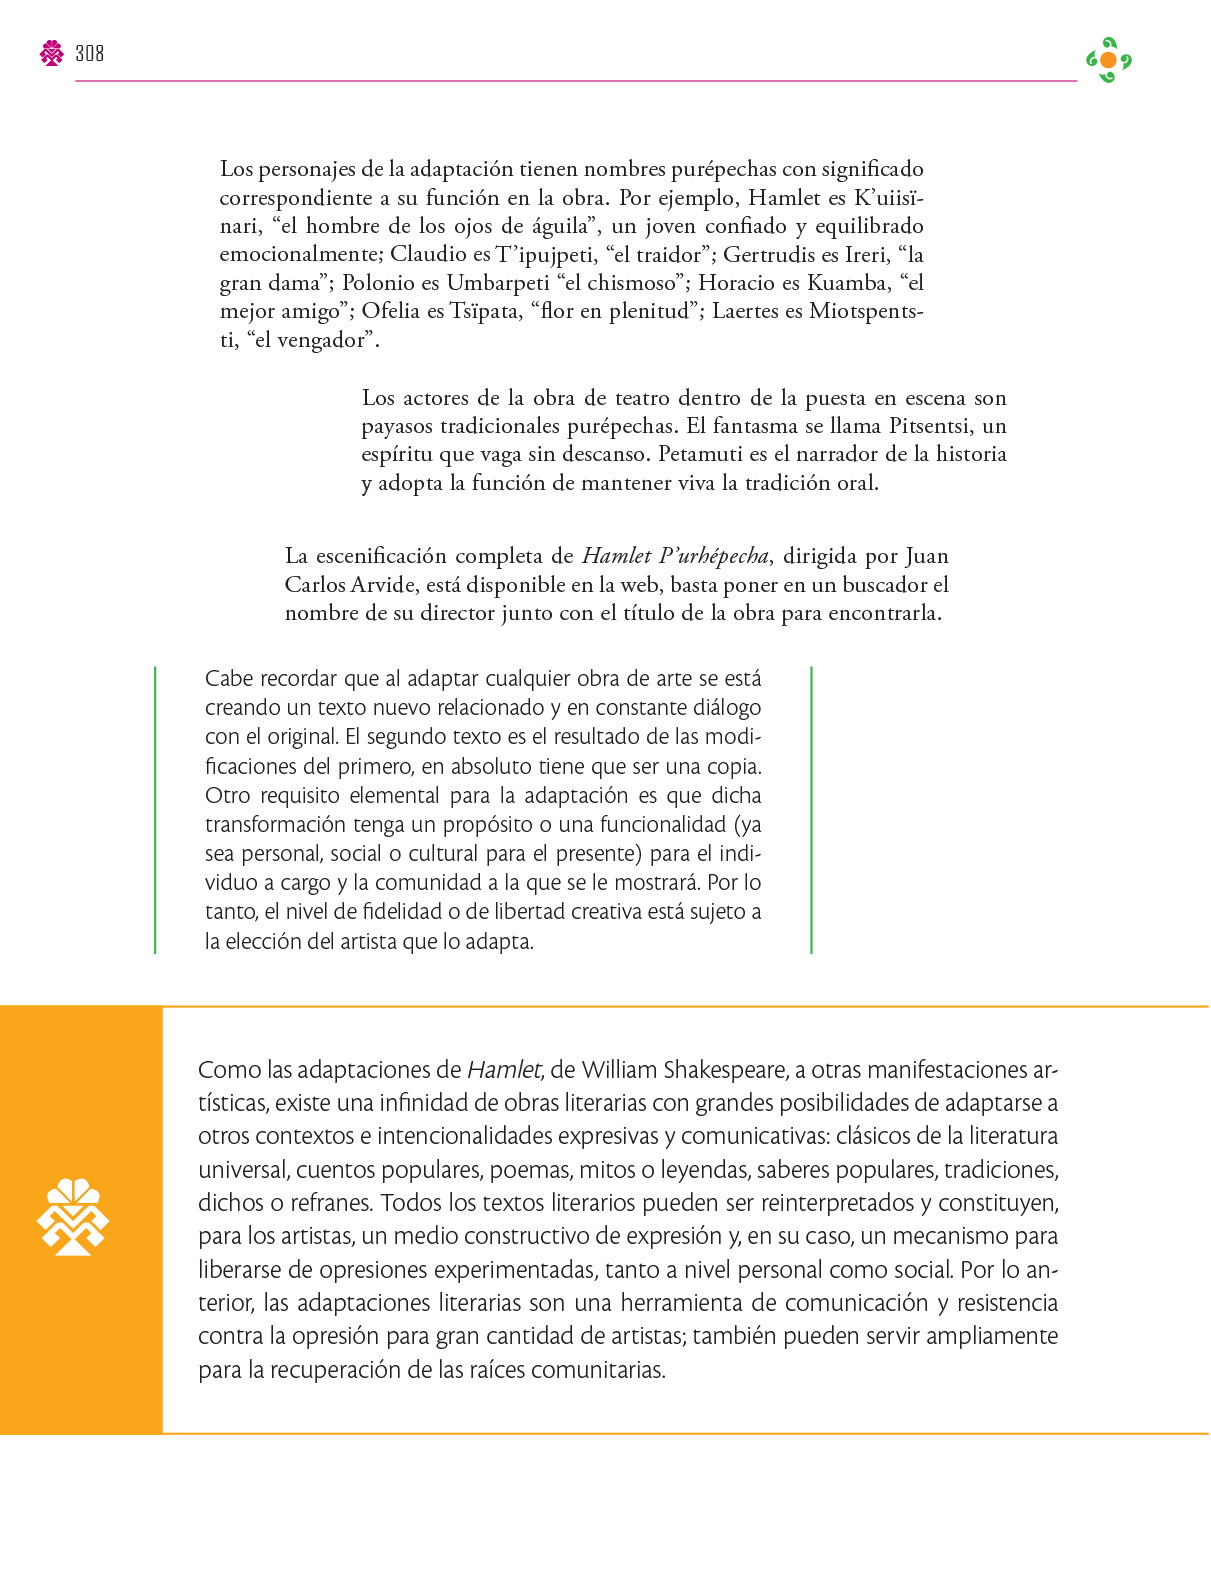 308
Los personajes de la adaptación tienen nombres purépechas con significado
correspondiente a su función en la obra. Por ejemplo, Hamlet es K’uiisï-
nari, “el hombre de los ojos de águila”, un joven confiado y equilibrado
emocionalmente; Claudio es T’ipujpeti, “el traidor”; Gertrudis es Ireri, “la
gran dama”; Polonio es Umbarpeti “el chismoso”; Horacio es Kuamba, “el
mejor amigo”; Ofelia es Tsïpata, “flor en plenitud”; Laertes es Miotspents-
ti, “el vengador”.
Los actores de la obra de teatro dentro de la puesta en escena son
payasos tradicionales purépechas. El fantasma se llama Pitsentsi, un
espíritu que vaga sin descanso. Petamuti es el narrador de la historia
y adopta la función de mantener viva la tradición oral.
La escenificación completa de Hamlet P’urhépecha, dirigida por Juan
Carlos Arvide, está disponible en la web, basta poner en un buscador el
nombre de su director junto con el título de la obra para encontrarla.
Cabe recordar que al adaptar cualquier obra de arte se está
creando un texto nuevo relacionado y en constante diálogo
con el original. El segundo texto es el resultado de las modi-
ficaciones del primero, en absoluto tiene que ser una copia.
Otro requisito elemental para la adaptación es que dicha
transformación tenga un propósito o una funcionalidad (ya
sea personal, social o cultural para el presente) para el indi-
viduo a cargo y la comunidad a la que se le mostrará. Por lo
tanto, el nivel de fidelidad o de libertad creativa está sujeto a
la elección del artista que lo adapta.
Como las adaptaciones de Hamlet, de William Shakespeare, a otras manifestaciones ar-
tísticas, existe una infinidad de obras literarias con grandes posibilidades de adaptarse a
otros contextos e intencionalidades expresivas y comunicativas: clásicos de la literatura
universal, cuentos populares, poemas, mitos o leyendas, saberes populares, tradiciones,
dichos o refranes. Todos los textos literarios pueden ser reinterpretados y constituyen,
para los artistas, un medio constructivo de expresión y, en su caso, un mecanismo para
liberarse de opresiones experimentadas, tanto a nivel personal como social. Por lo an-
terior, las adaptaciones literarias son una herramienta de comunicación y resistencia
contra la opresión para gran cantidad de artistas; también pueden servir ampliamente
para la recuperación de las raíces comunitarias.